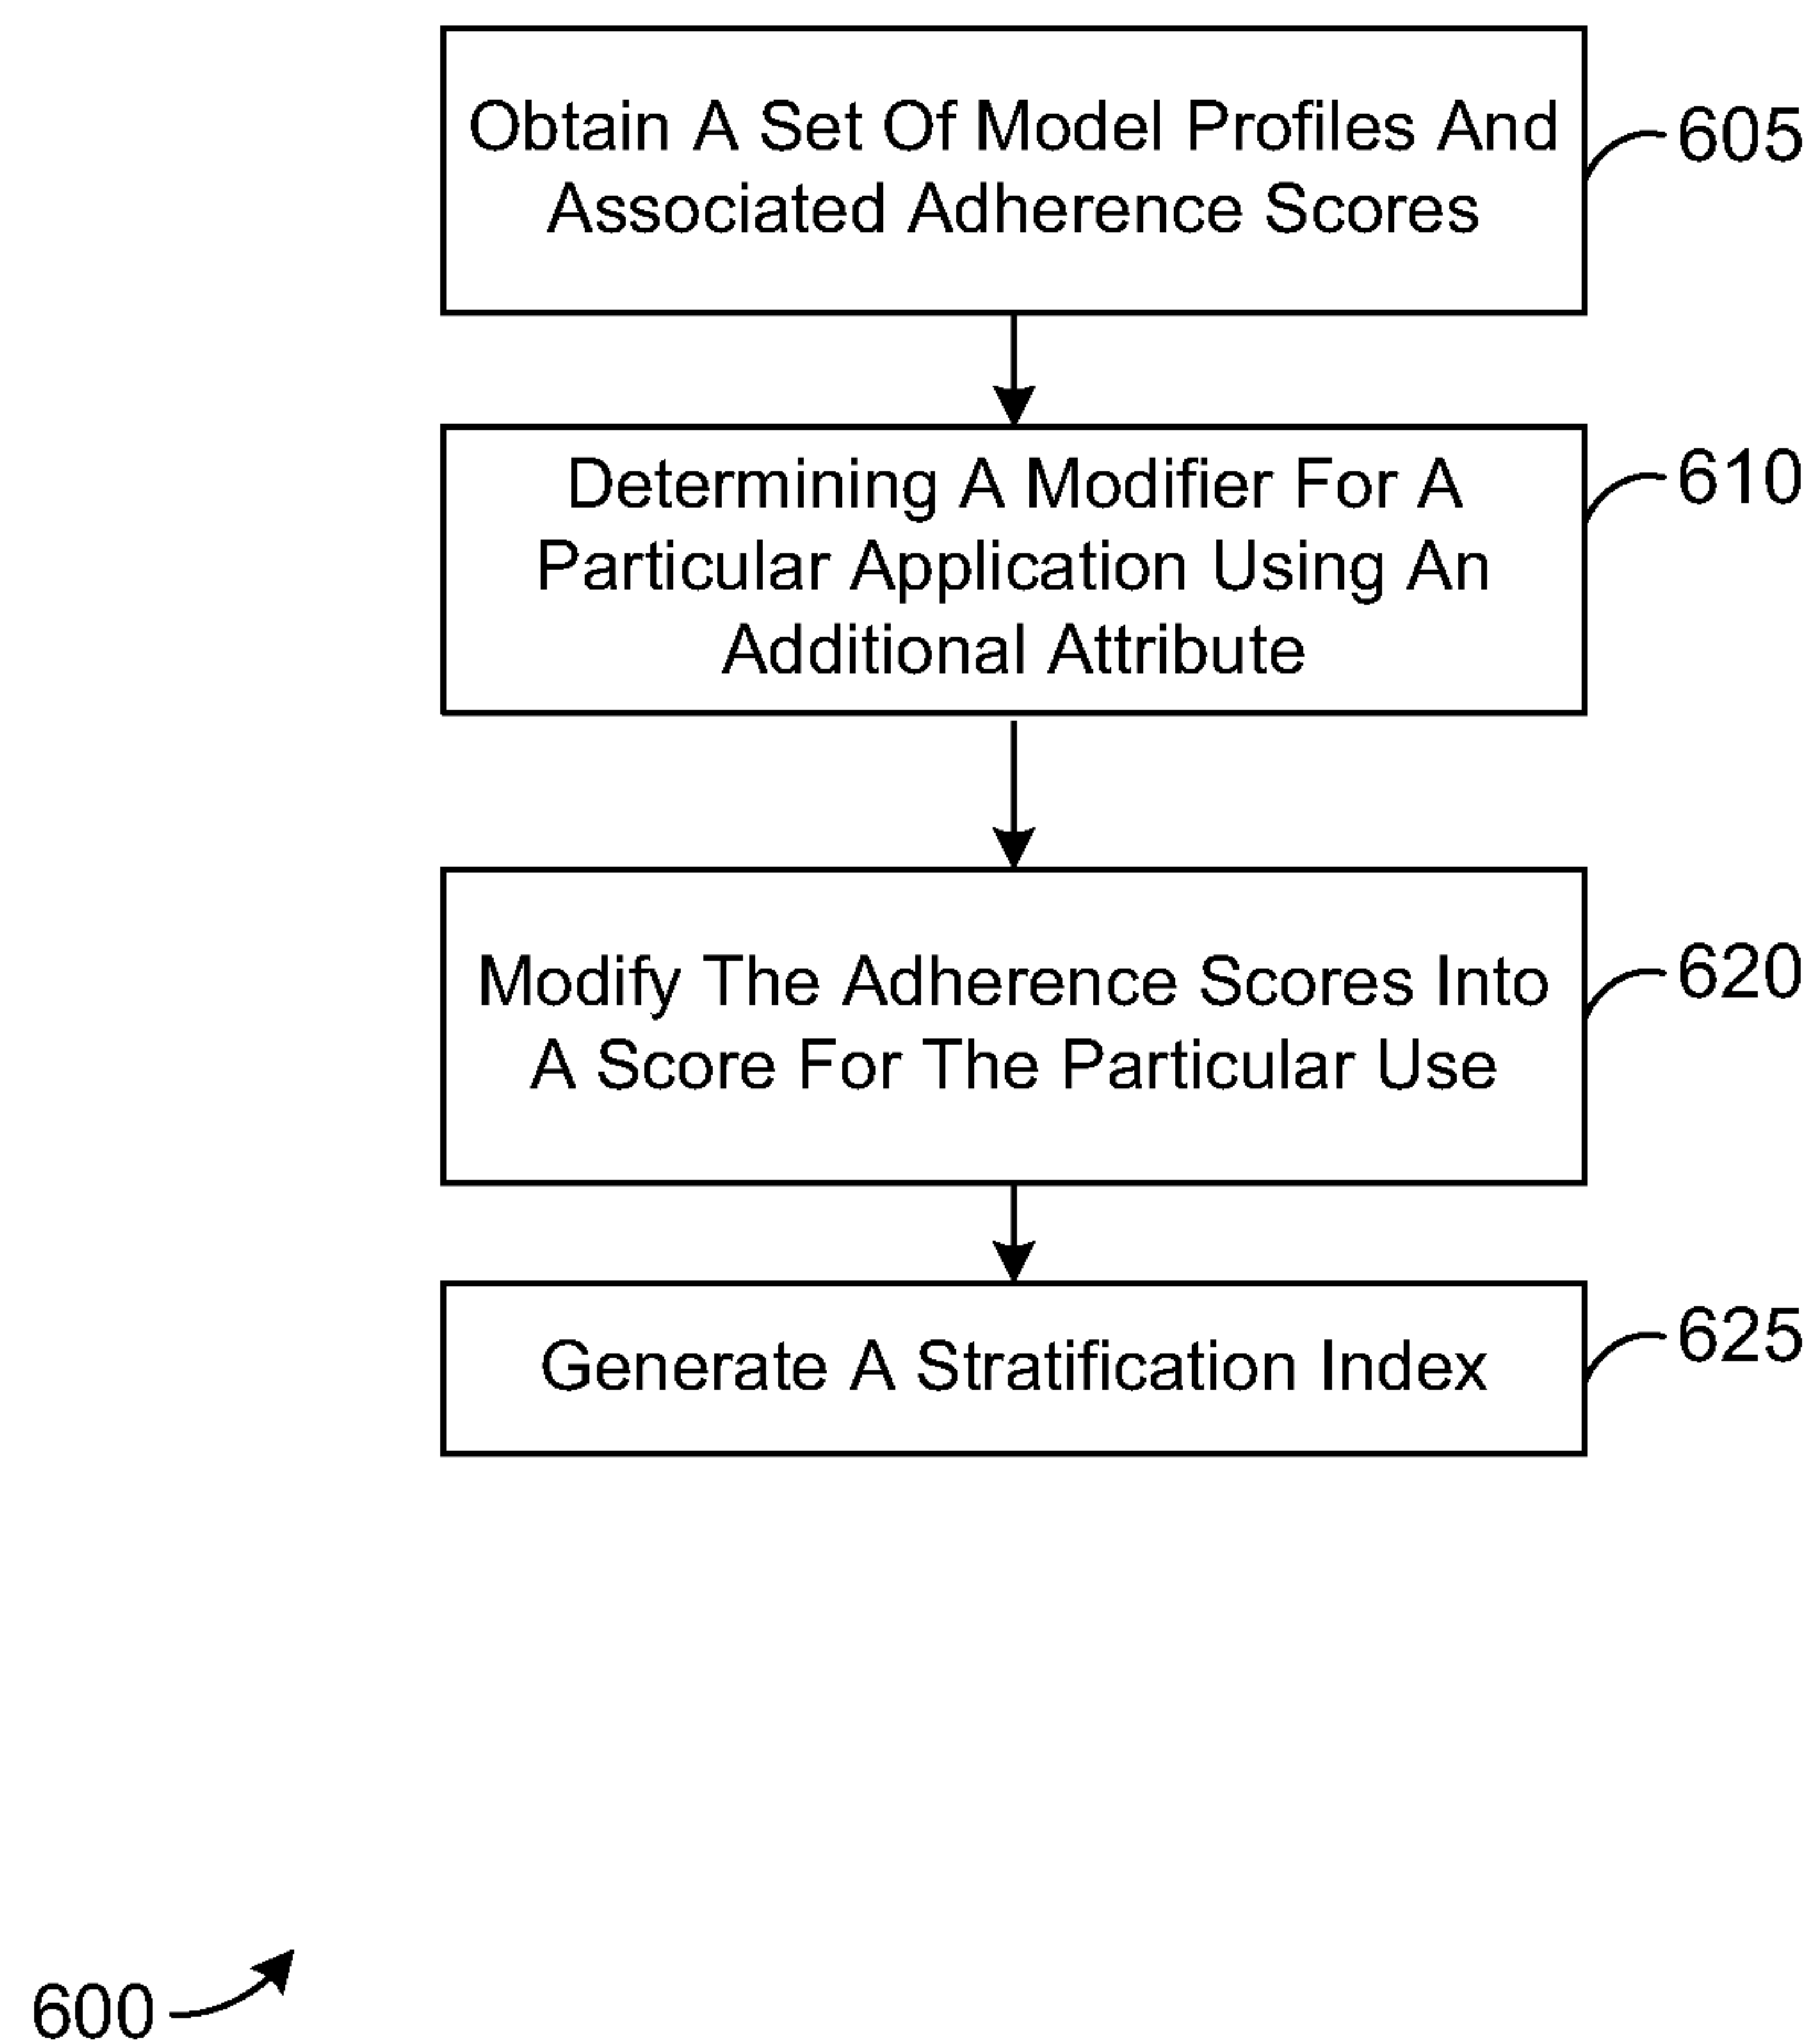 Obtain A Set Of Model Profiles And
Associated Adherence Scores
605
Determining A Modifier For A
Particular Application Using An
Additional Attribute
610
Modify The Adherence Scores Into
A Score For The Particular Use
620
Generate A Stratification Index
625
600